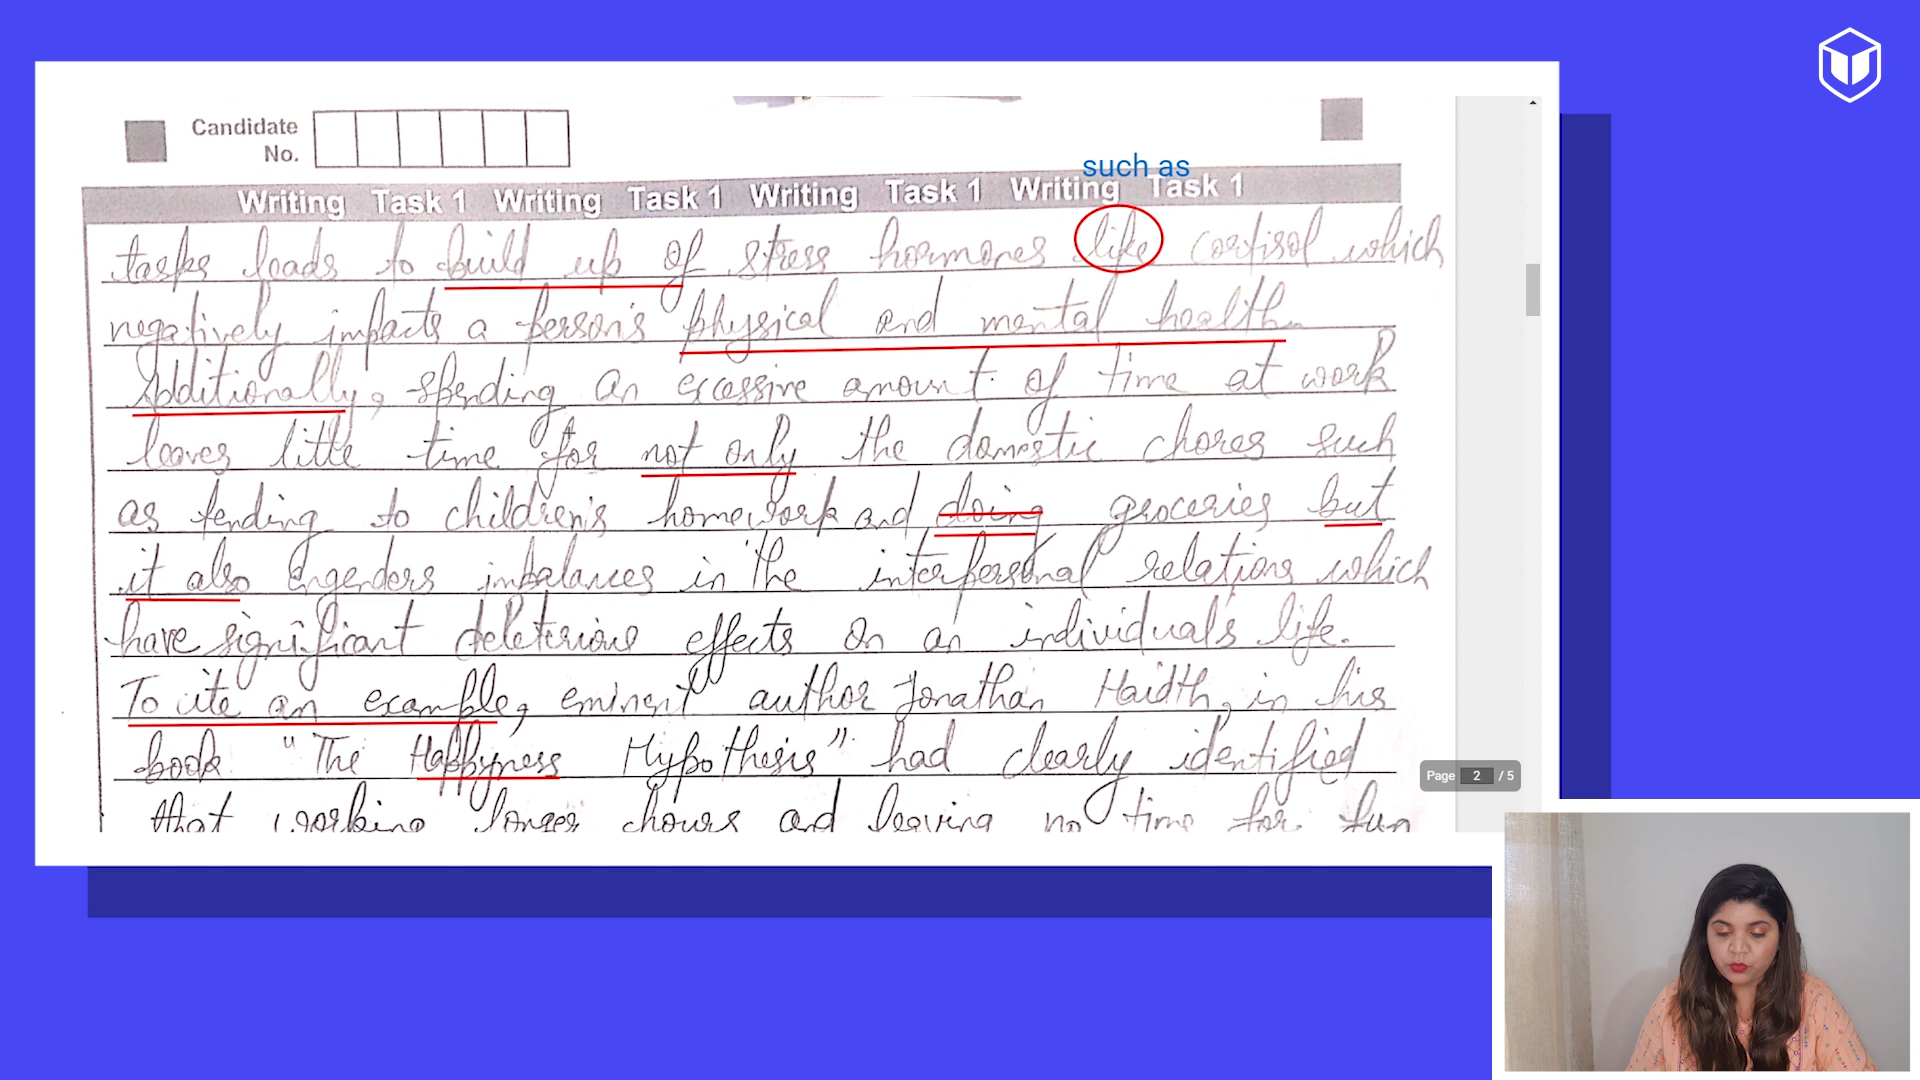 Candidate
No.
such as
Writing Task 1 Writing Task 1 Writing Task 1 Writing Task 1
tasks leads to build up of stress hormones like cortisol which
negatively impacts a person's physical and mental health.
Additionally, spending an excessive amount of time at work
leaves little time for not only the domestic chores such
as tending to children's homework and doing groceries but
it also engenders imbalances in the interpersonal relations which
have significant deleterious effects on an individual's life.
To cite an example, eminent author Jonathan Haidth, in his
book "The Happyness Hypothesis" had clearly identified
that working longer hours and leaving no time for fun
Page 2 / 5